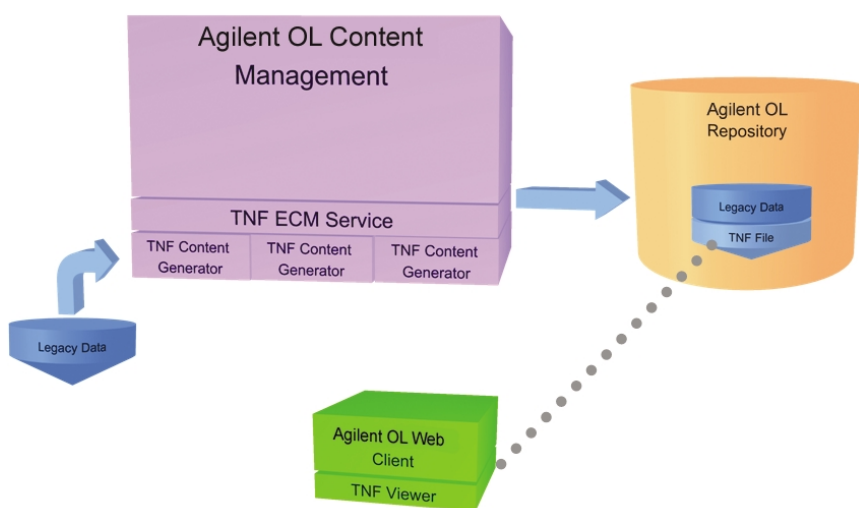 Agilent OL Content
Management
TNF ECM Service
TNF Content
Generator
TNF Content
Generator
TNF Content
Generator
Legacy Data
Agilent OL
Repository
Legacy Data
TNF File
Agilent OL Web
Client
TNF Viewer